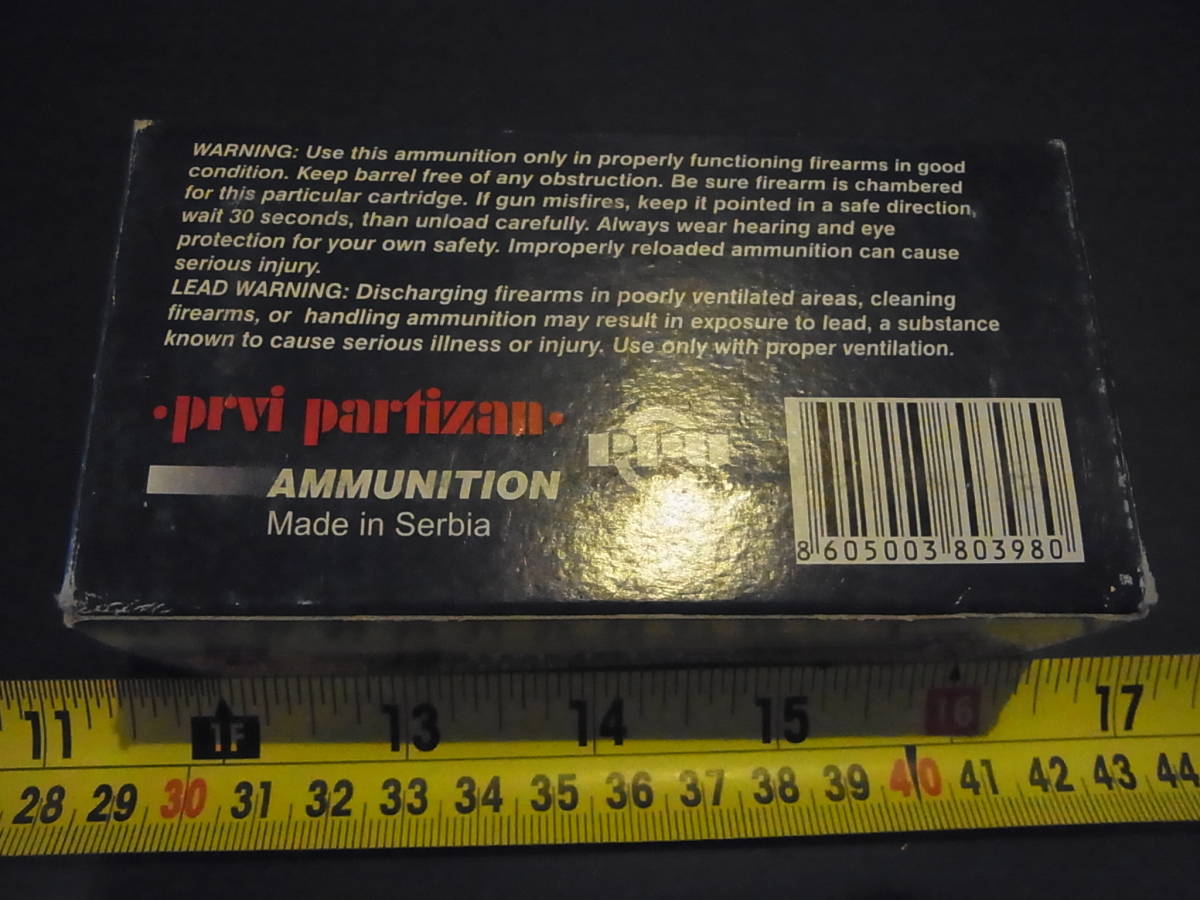 WARNING: Use this ammunition only in properly functioning firearms in good
condition. Keep barrel free of any obstruction. Be sure firearm is chambered
for this particular cartridge. If gun misfires, keep it pointed in a safe direction,
wait 30 seconds, than unload carefully. Always wear hearing and eye
protection for your own safety. Improperly reloaded ammunition can cause
serious injury.
LEAD WARNING: Discharging firearms in poorly ventilated areas, cleaning
firearms, or handling ammunition may result in exposure to lead, a substance
known to cause serious illness or injury. Use only with proper ventilation.
•prvi partizan•
AMMUNITION
Made in Serbia
8 605003 803980
11 1F 13 14 15 16 17
28 29 30 31 32 33 34 35 36 37 38 39 40 41 42 43 44